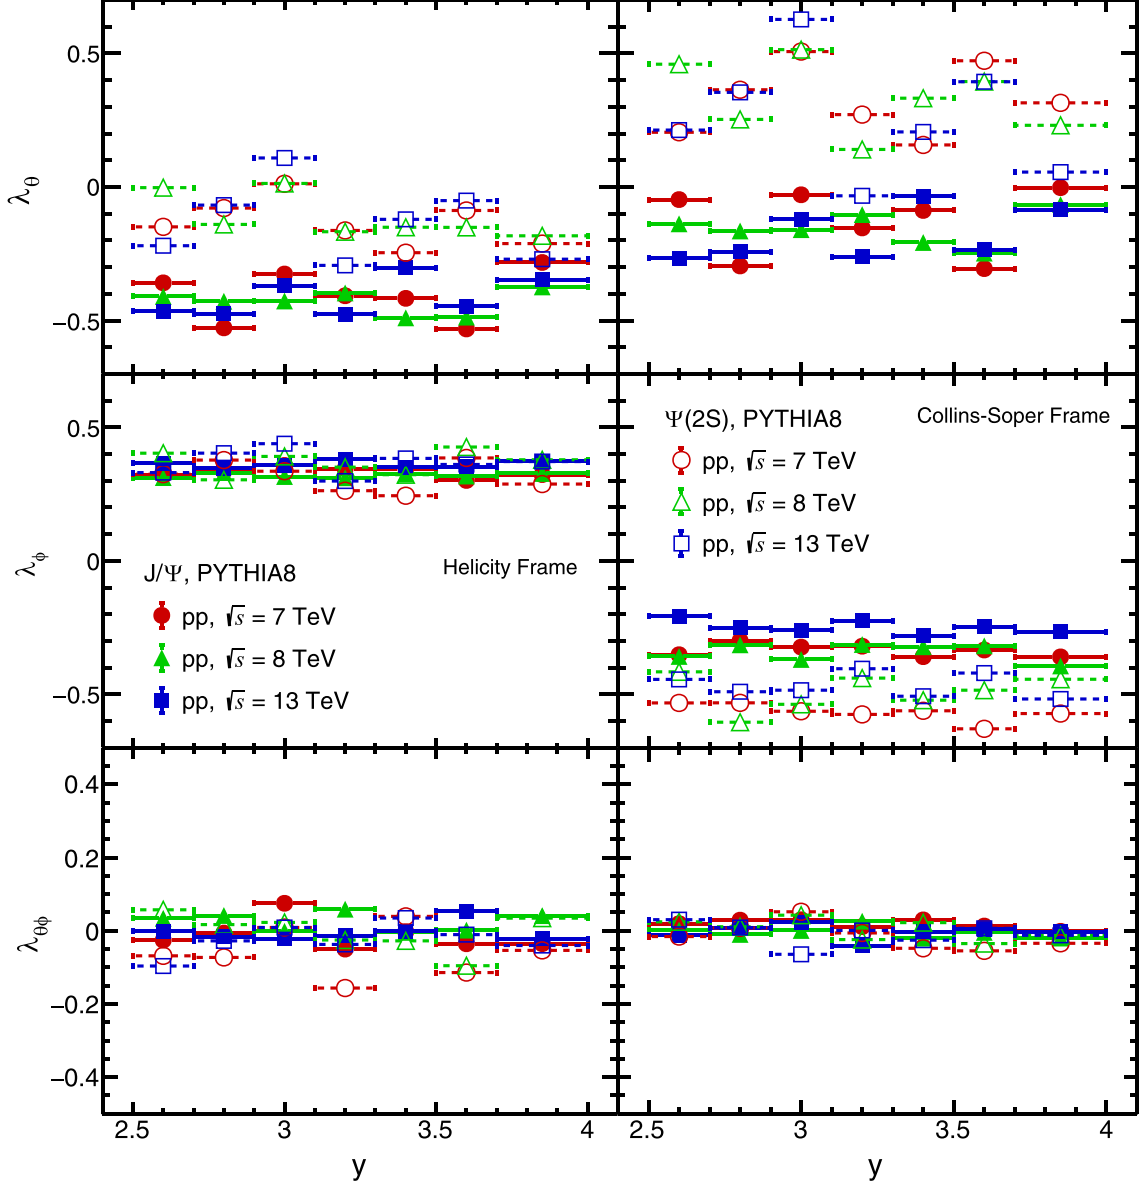 0.5
0
−0.5
λθ
0.5
0
−0.5
λϕ
Helicity Frame
J/Ψ, PYTHIA8
pp, √s = 7 TeV
pp, √s = 8 TeV
pp, √s = 13 TeV
Ψ(2S), PYTHIA8
Collins-Soper Frame
pp, √s = 7 TeV
pp, √s = 8 TeV
pp, √s = 13 TeV
0.4
0.2
0
−0.2
−0.4
λθϕ
2.5 3 3.5 4
y
2.5 3 3.5 4
y